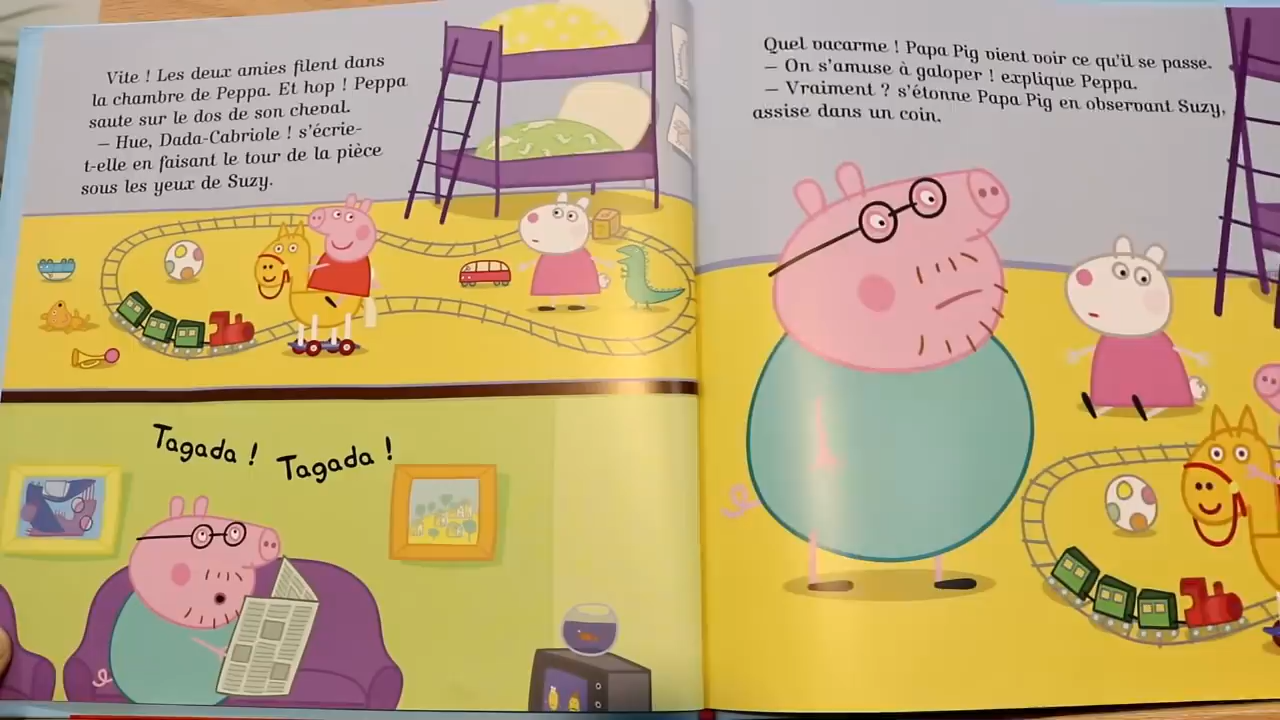 Vite ! Les deux amies filent dans
la chambre de Peppa. Et hop ! Peppa
saute sur le dos de son cheval.
– Hue, Dada-Cabriole ! s'écrie-
t-elle en faisant le tour de la pièce
sous les yeux de Suzy.
Tagada ! Tagada !
Quel vacarme ! Papa Pig vient voir ce qu'il se passe.
– On s'amuse à galoper ! explique Peppa.
– Vraiment ? s'étonne Papa Pig en observant Suzy,
assise dans un coin.